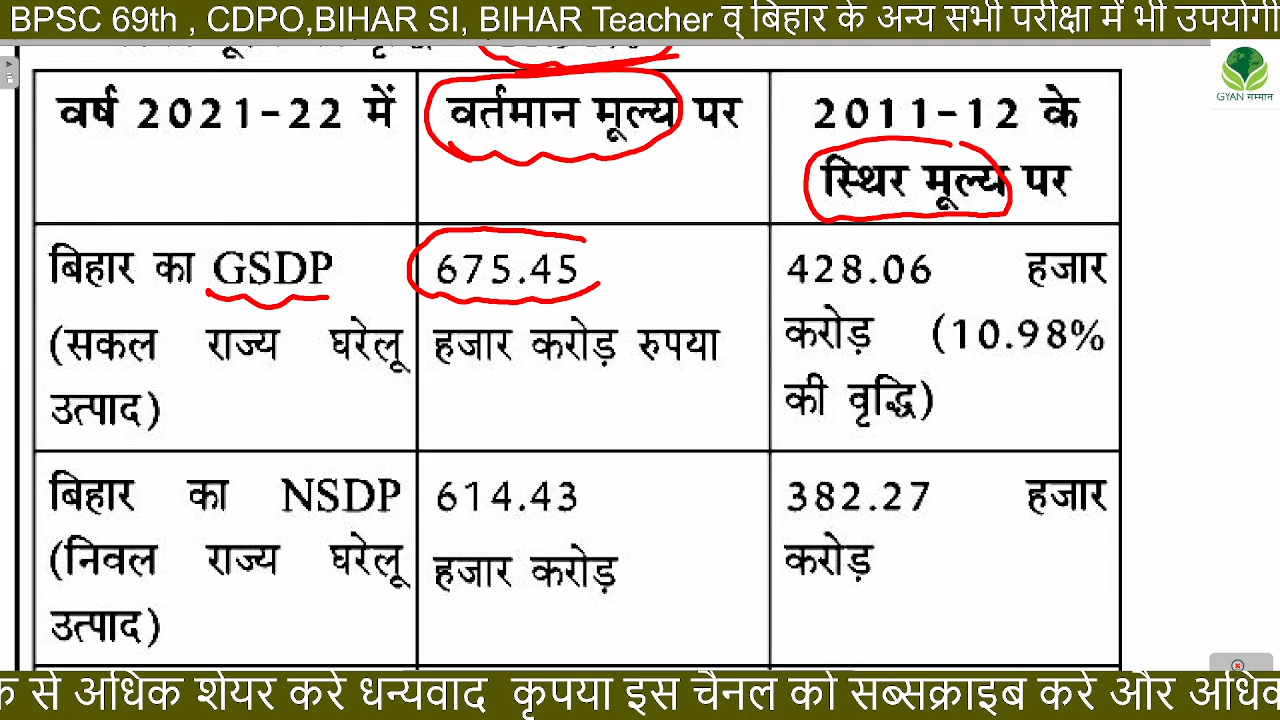 BPSC 69th , CDPO,BIHAR SI, BIHAR Teacher व् बिहार के अन्य सभी परीक्षा में भी उपयोगी
GYAN सम्मान
वर्ष 2021-22 में
वर्तमान मूल्य पर
2011-12 के
स्थिर मूल्य पर
बिहार का GSDP
(सकल राज्य घरेलू
उत्पाद)
675.45
हजार करोड़ रुपया
428.06 हजार
करोड़ (10.98%
की वृद्धि)
बिहार का NSDP
(निवल राज्य घरेलू
उत्पाद)
614.43
हजार करोड़
382.27 हजार
करोड़
से अधिक शेयर करे धन्यवाद कृपया इस चैनल को सब्सक्राइब करे और